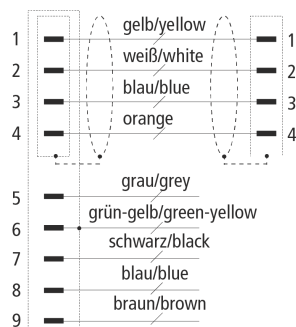 gelb/yellow
1 1
weiß/white
2 2
blau/blue
3 3
orange
4 4
grau/grey
5
grün-gelb/green-yellow
6
schwarz/black
7
blau/blue
8
braun/brown
9